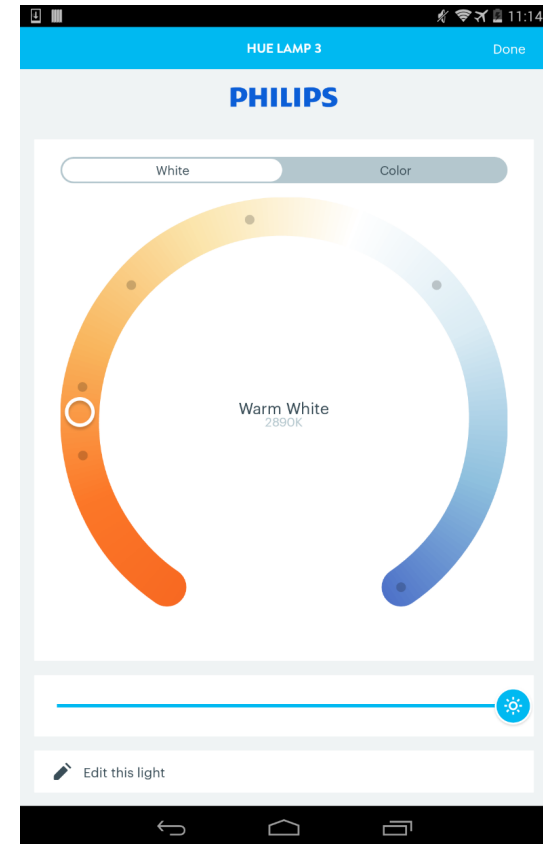 11:14
HUE LAMP 3
Done
PHILIPS
White
Color
Warm White
2890K
Edit this light